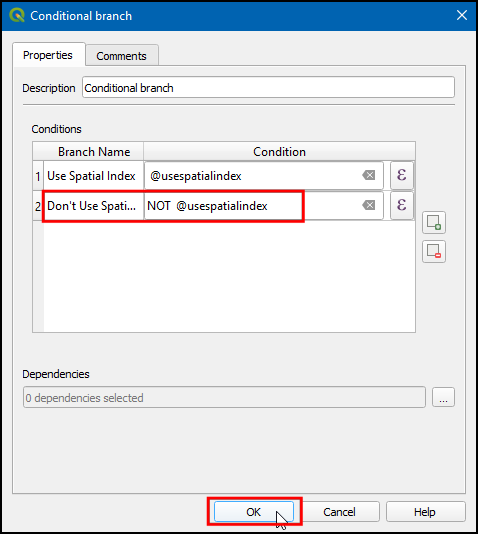 Conditional branch
Properties
Comments
Description Conditional branch
Conditions
Branch Name Condition
1 Use Spatial Index @usespatialindex ε
2 Don't Use Spati... NOT @usespatialindex ε
Dependencies
0 dependencies selected ...
OK Cancel Help